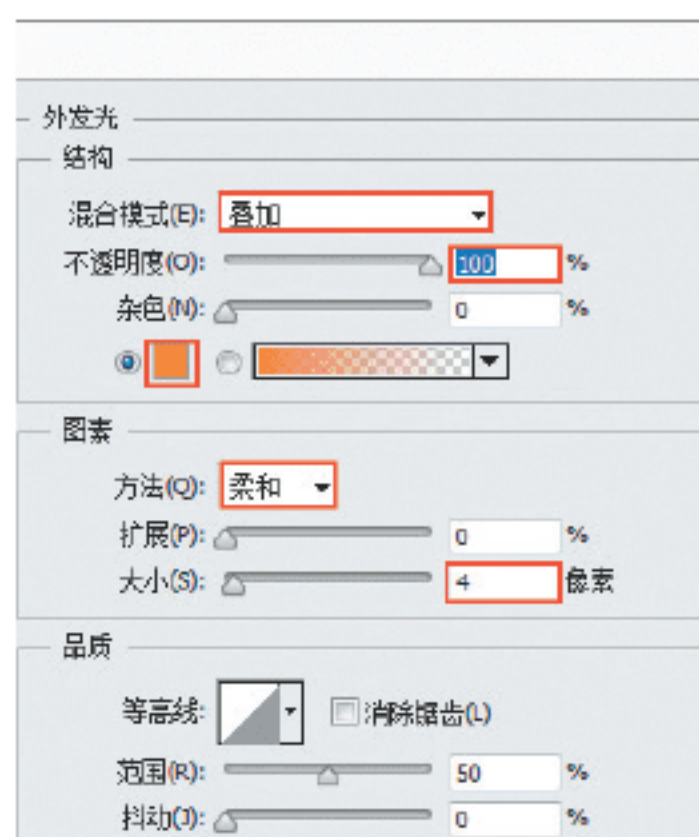 外发光
结构
混合模式(E): 叠加
不透明度(O): 100 %
杂色(N): 0 %
图素
方法(Q): 柔和
扩展(P): 0 %
大小(S): 4 像素
品质
等高线: 消除锯齿(L)
范围(R): 50 %
抖动(J): 0 %